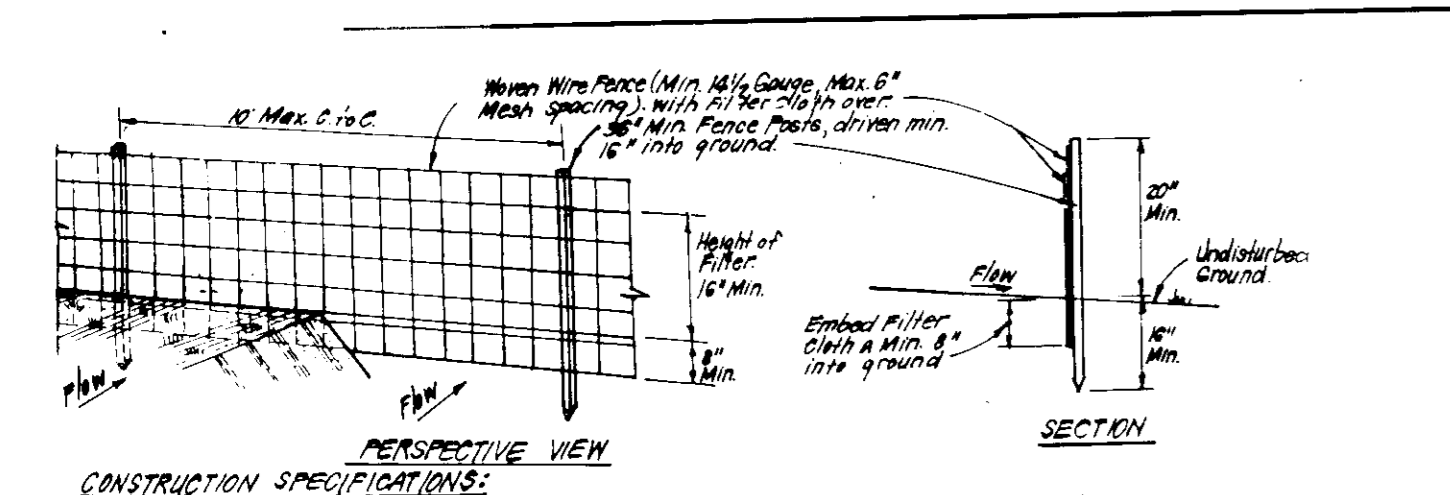 Woven Wire Fence (Min. 14½ Gauge, Max. 6"
Mesh spacing). with Filter cloth over.
36" Min. Fence Posts, driven min.
16" into ground.
10' Max. C. to C.
Height of
Filter.
16" Min.
8"
Min.
Flow
Flow
PERSPECTIVE VIEW
20"
Min.
Undisturbed
Ground.
Flow
Embed Filter
Cloth A Min. 8"
into ground
16"
Min.
SECTION
CONSTRUCTION SPECIFICATIONS: